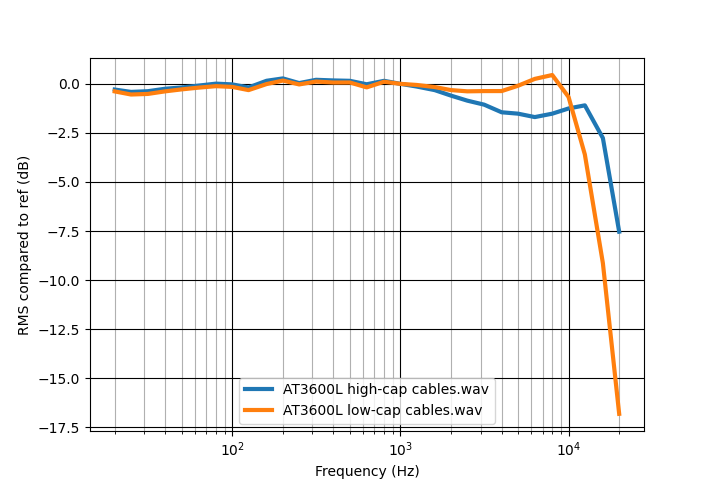 0.0
−2.5
−5.0
−7.5
−10.0
−12.5
−15.0
−17.5
RMS compared to ref (dB)
AT3600L high-cap cables.wav
AT3600L low-cap cables.wav
10²
10³
10⁴
Frequency (Hz)